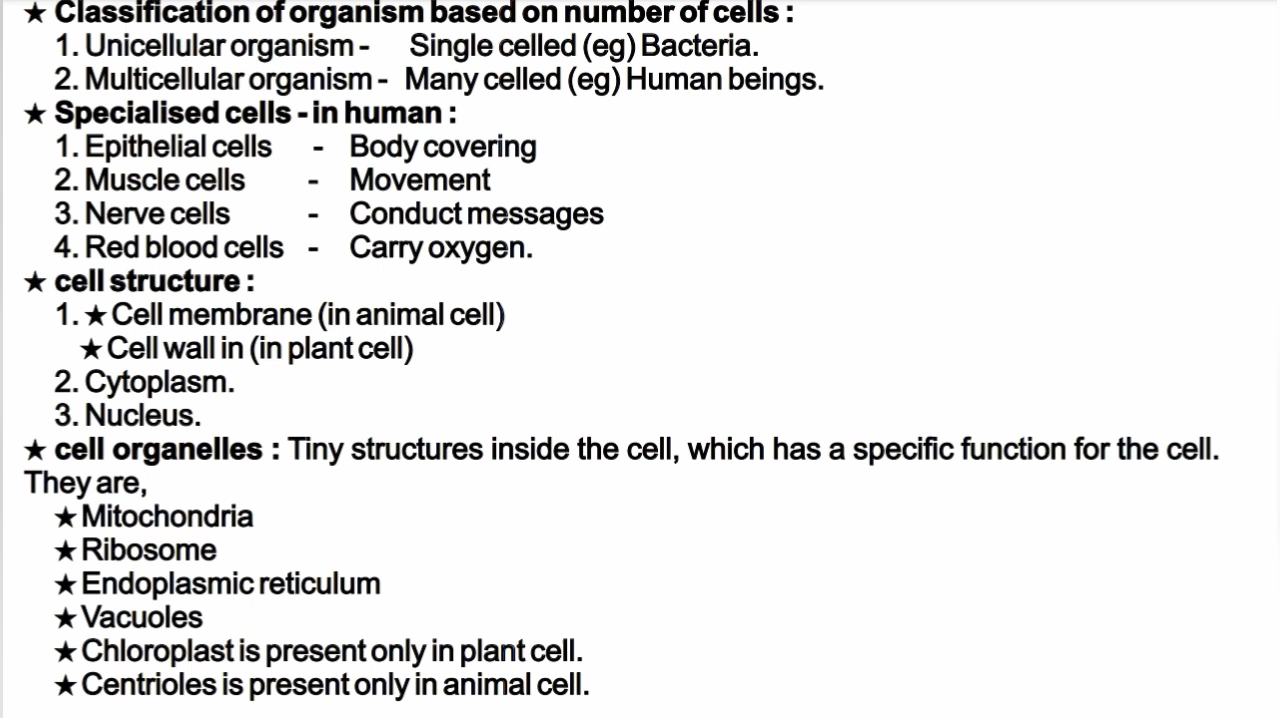 ★ Classification of organism based on number of cells :
1. Unicellular organism - Single celled (eg) Bacteria.
2. Multicellular organism - Many celled (eg) Human beings.
★ Specialised cells - in human :
1. Epithelial cells - Body covering
2. Muscle cells - Movement
3. Nerve cells - Conduct messages
4. Red blood cells - Carry oxygen.
★ cell structure :
1. ★ Cell membrane (in animal cell)
★ Cell wall in (in plant cell)
2. Cytoplasm.
3. Nucleus.
★ cell organelles : Tiny structures inside the cell, which has a specific function for the cell.
They are,
★ Mitochondria
★ Ribosome
★ Endoplasmic reticulum
★ Vacuoles
★ Chloroplast is present only in plant cell.
★ Centrioles is present only in animal cell.